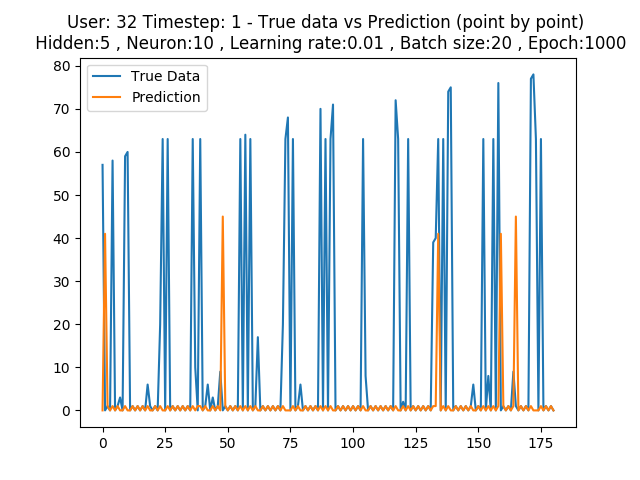 User: 32 Timestep: 1 - True data vs Prediction (point by point)
Hidden:5 , Neuron:10 , Learning rate:0.01 , Batch size:20 , Epoch:1000
True Data
Prediction
80
70
60
50
40
30
20
10
0
0 25 50 75 100 125 150 175